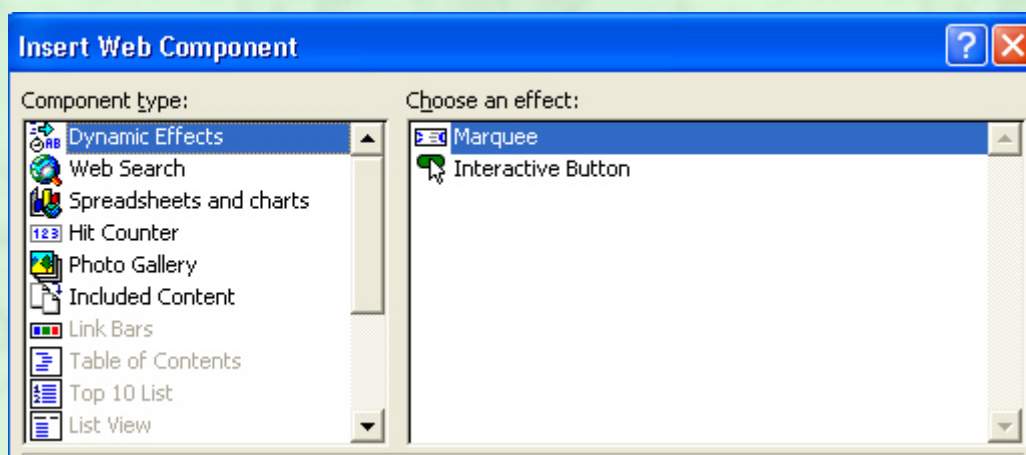 Insert Web Component
Component type:
Choose an effect:
Dynamic Effects
Web Search
Spreadsheets and charts
Hit Counter
Photo Gallery
Included Content
Link Bars
Table of Contents
Top 10 List
List View
Marquee
Interactive Button